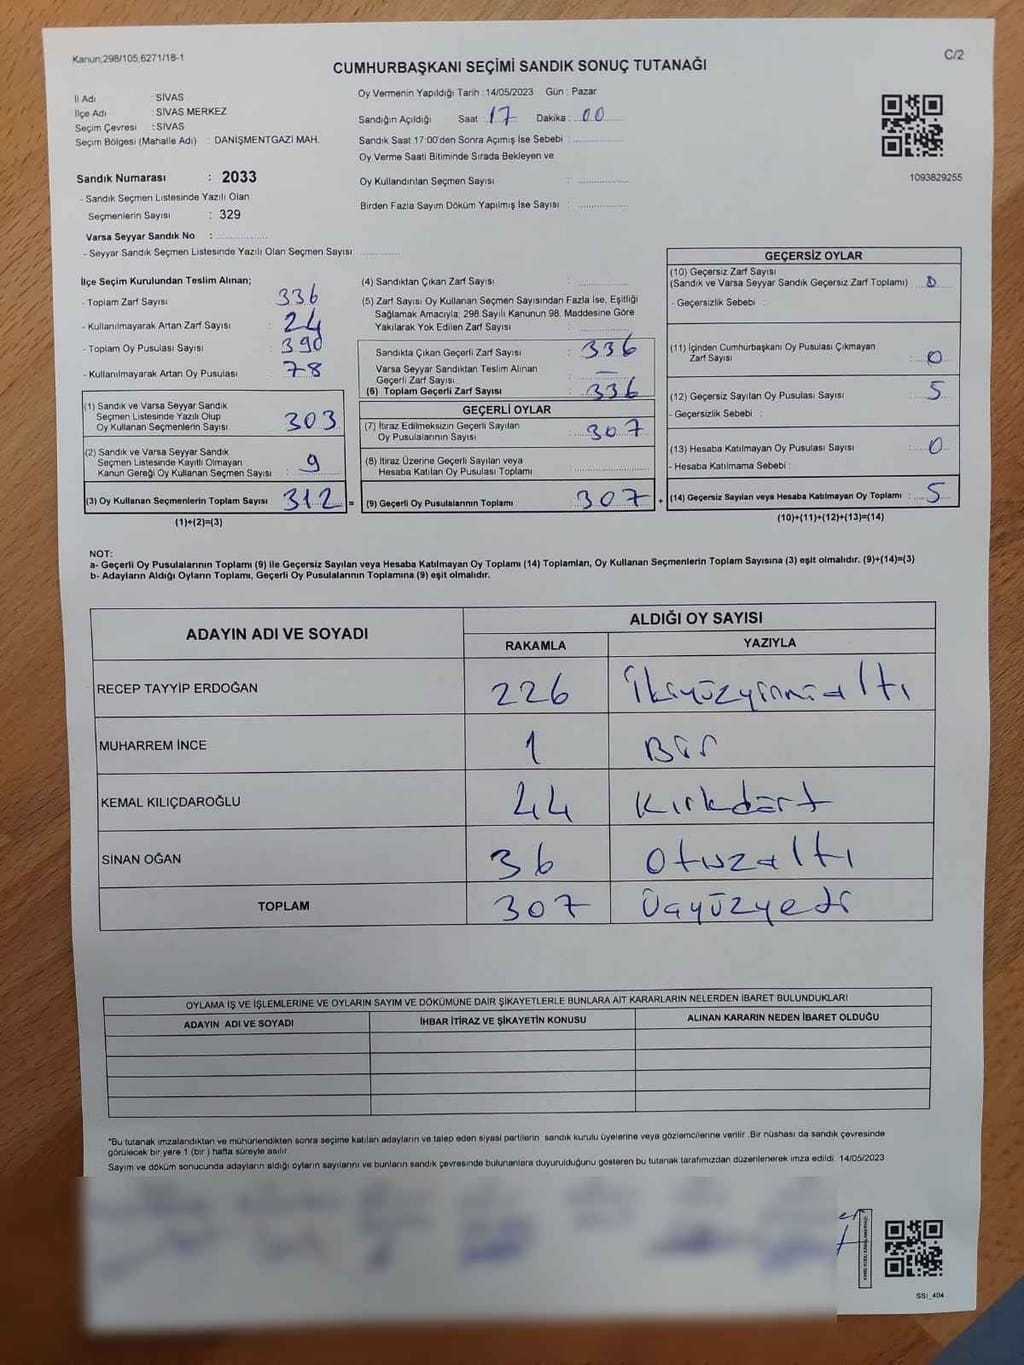 Kanun,298/105,6271/18-1
C/2
CUMHURBAŞKANI SEÇİMİ SANDIK SONUÇ TUTANAĞI
İl Adı : SİVAS
İlçe Adı : SİVAS MERKEZ
Seçim Çevresi : SİVAS
Seçim Bölgesi (Mahalle Adı) : DANİŞMENTGAZİ MAH.
Sandık Numarası : 2033
- Sandık Seçmen Listesinde Yazılı Olan
Seçmenlerin Sayısı : 329
Varsa Seyyar Sandık No :
- Seyyar Sandık Seçmen Listesinde Yazılı Olan Seçmen Sayısı
Oy Vermenin Yapıldığı Tarih : 14/05/2023 Gün : Pazar
Sandığın Açıldığı Saat : 17 Dakika : 00
Sandık Saat 17:00'den Sonra Açılmış İse Sebebi :
Oy Verme Saati Bitiminde Sırada Bekleyen ve
Oy Kullandırılan Seçmen Sayısı :
Birden Fazla Sayım Döküm Yapılmış İse Sayısı :
1093829255
İlçe Seçim Kurulundan Teslim Alınan;
- Toplam Zarf Sayısı : 336
- Kullanılmayarak Artan Zarf Sayısı : 24
- Toplam Oy Pusulası Sayısı : 390
- Kullanılmayarak Artan Oy Pusulası : 78
(1) Sandık ve Varsa Seyyar Sandık
Seçmen Listesinde Yazılı Olup
Oy Kullanan Seçmenlerin Sayısı : 303
(2) Sandık ve Varsa Seyyar Sandık
Seçmen Listesinde Kayıtlı Olmayan
Kanun Gereği Oy Kullanan Seçmen Sayısı : 9
(3) Oy Kullanan Seçmenlerin Toplam Sayısı 312 =
(1)+(2)=(3)
(4) Sandıktan Çıkan Zarf Sayısı :
(5) Zarf Sayısı Oy Kullanan Seçmen Sayısından Fazla İse, Eşitliği
Sağlamak Amacıyla; 298 Sayılı Kanunun 98. Maddesine Göre
Yakılarak Yok Edilen Zarf Sayısı :
Sandıkta Çıkan Geçerli Zarf Sayısı : 336
Varsa Seyyar Sandıktan Teslim Alınan
Geçerli Zarf Sayısı : —
(6) Toplam Geçerli Zarf Sayısı : 336
GEÇERLİ OYLAR
(7) İtiraz Edilmeksizin Geçerli Sayılan
Oy Pusulalarının Sayısı : 307
(8) İtiraz Üzerine Geçerli Sayılan veya
Hesaba Katılan Oy Pusulası Toplamı :
(9) Geçerli Oy Pusulalarının Toplamı : 307 +
GEÇERSİZ OYLAR
(10) Geçersiz Zarf Sayısı
(Sandık ve Varsa Seyyar Sandık Geçersiz Zarf Toplamı) : 0
- Geçersizlik Sebebi :
(11) İçinden Cumhurbaşkanı Oy Pusulası Çıkmayan
Zarf Sayısı : 0
(12) Geçersiz Sayılan Oy Pusulası Sayısı : 5
- Geçersizlik Sebebi :
(13) Hesaba Katılmayan Oy Pusulası Sayısı : 0
- Hesaba Katılmama Sebebi :
(14) Geçersiz Sayılan veya Hesaba Katılmayan Oy Toplamı : 5
(10)+(11)+(12)+(13)=(14)
NOT:
a- Geçerli Oy Pusulalarının Toplamı (9) ile Geçersiz Sayılan veya Hesaba Katılmayan Oy Toplamı (14) Toplamları, Oy Kullanan Seçmenlerin Toplam Sayısına (3) eşit olmalıdır. (9)+(14)=(3)
b- Adayların Aldığı Oyların Toplamı, Geçerli Oy Pusulalarının Toplamına (9) eşit olmalıdır.
ADAYIN ADI VE SOYADI ALDIĞI OY SAYISI
RAKAMLA YAZIYLA
RECEP TAYYİP ERDOĞAN 226 İkiyüzyirmialtı
MUHARREM İNCE 1 Bir
KEMAL KILIÇDAROĞLU 44 Kırkdört
SİNAN OĞAN 36 Otuzaltı
TOPLAM 307 Üçyüzyedi
OYLAMA İŞ VE İŞLEMLERİNE VE OYLARIN SAYIM VE DÖKÜMÜNE DAİR ŞİKAYETLERLE BUNLARA AİT KARARLARIN NELERDEN İBARET BULUNDUKLARI
ADAYIN ADI VE SOYADI İHBAR İTİRAZ VE ŞİKAYETİN KONUSU ALINAN KARARIN NEDEN İBARET OLDUĞU
*Bu tutanak imzalandıktan ve mühürlendikten sonra seçime katılan adayların ve talep eden siyasi partilerin sandık kurulu üyelerine veya gözlemcilerine verilir .Bir nüshası da sandık çevresinde
görülecek bir yere 1 (bir ) hafta süreyle asılır
Sayım ve döküm sonucunda adayların aldığı oyların sayılarını ve bunların sandık çevresinde bulunanlara duyurulduğunu gösteren bu tutanak tarafımızdan düzenlenerek imza edildi. 14/05/2023
SSİ_404